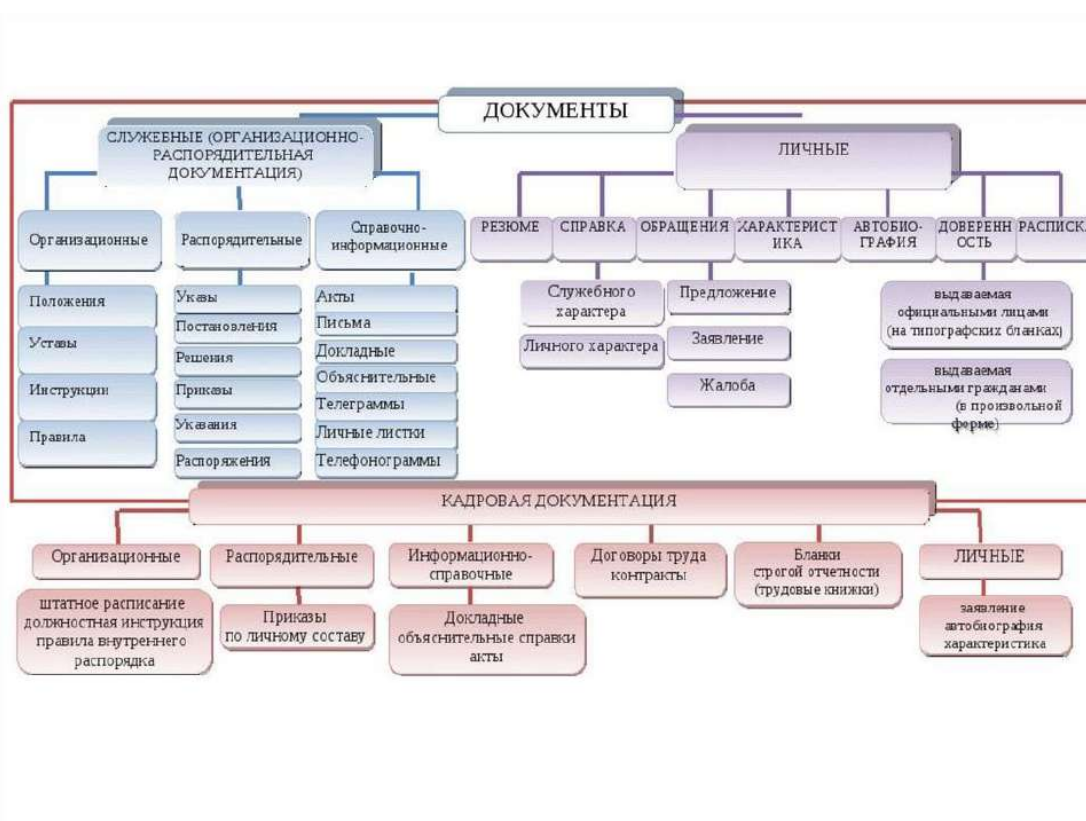 ДОКУМЕНТЫ
СЛУЖЕБНЫЕ (ОРГАНИЗАЦИОННО-
РАСПОРЯДИТЕЛЬНАЯ
ДОКУМЕНТАЦИЯ)
Организационные
Положения
Уставы
Инструкции
Правила
Распорядительные
Указы
Постановления
Решения
Приказы
Указания
Распоряжения
Справочно-
информационные
Акты
Письма
Докладные
Объяснительные
Телеграммы
Личные листки
Телефонограммы
ЛИЧНЫЕ
РЕЗЮМЕ
СПРАВКА
Служебного
характера
Личного характера
ОБРАЩЕНИЯ
Предложение
Заявление
Жалоба
ХАРАКТЕРИСТ
ИКА
АВТОБИО-
ГРАФИЯ
ДОВЕРЕНН
ОСТЬ
выдаваемая
официальными лицами
(на типографских бланках)
выдаваемая
отдельными гражданами
(в произвольной
форме)
РАСПИСКА
КАДРОВАЯ ДОКУМЕНТАЦИЯ
Организационные
штатное расписание
должностная инструкция
правила внутреннего
распорядка
Распорядительные
Приказы
по личному составу
Информационно-
справочные
Докладные
объяснительные справки
акты
Договоры труда
контракты
Бланки
строгой отчетности
(трудовые книжки)
ЛИЧНЫЕ
заявление
автобиография
характеристика